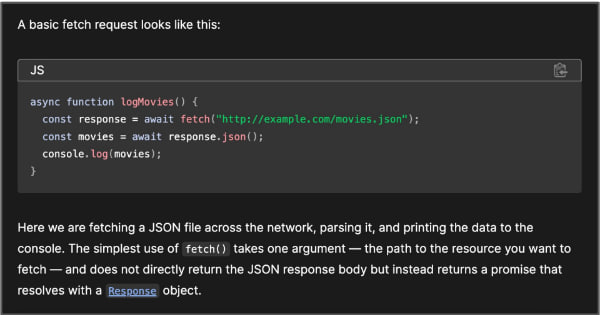 A basic fetch request looks like this:
JS
async function logMovies() {
  const response = await fetch("http://example.com/movies.json");
  const movies = await response.json();
  console.log(movies);
}
Here we are fetching a JSON file across the network, parsing it, and printing the data to the
console. The simplest use of fetch() takes one argument — the path to the resource you want to
fetch — and does not directly return the JSON response body but instead returns a promise that
resolves with a Response object.